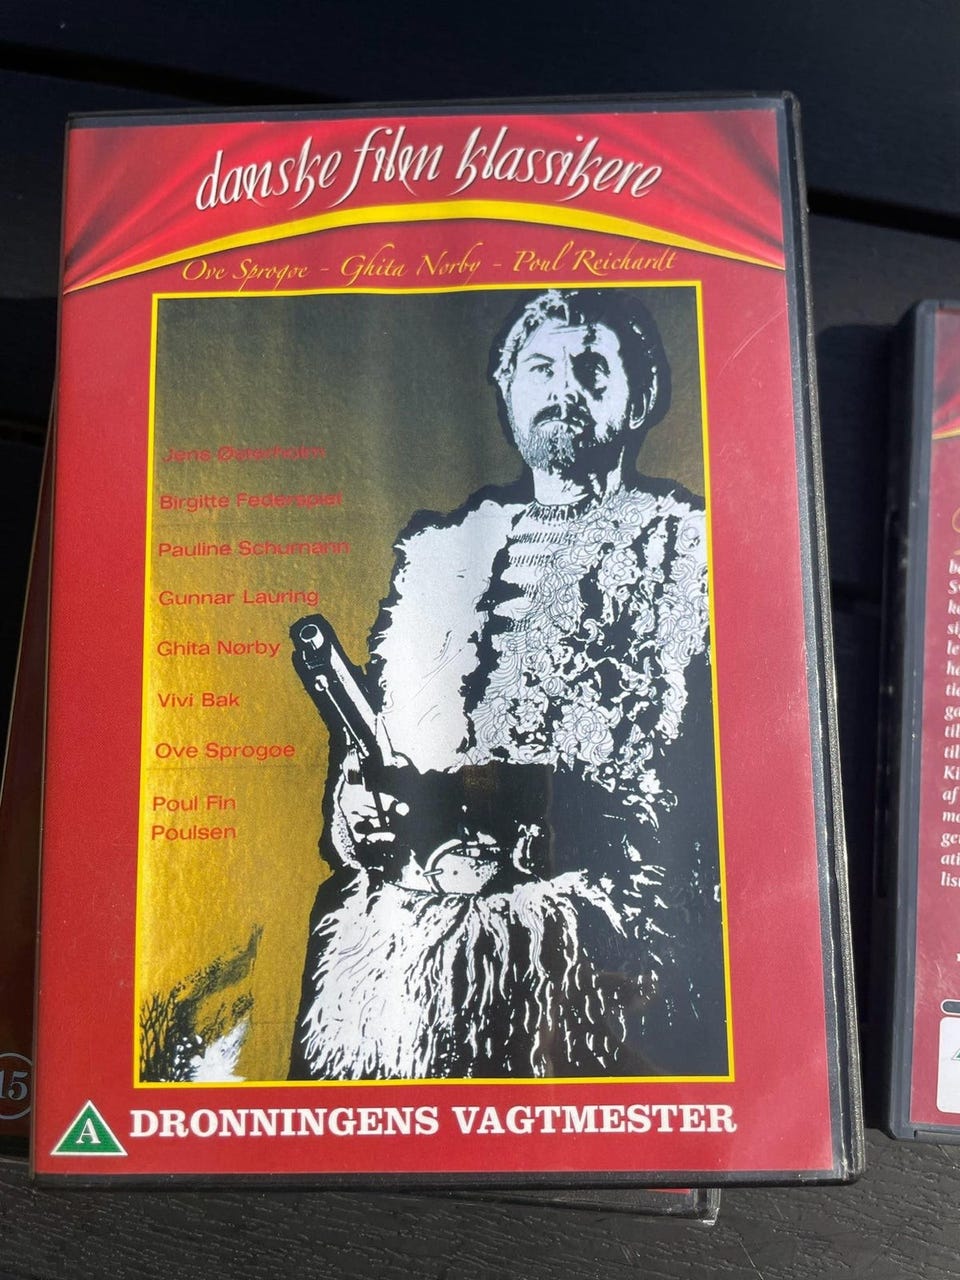 danske film klassikere
Ove Sprogøe - Ghita Nørby - Poul Reichardt
Jens Østerholm
Birgitte Federspiel
Pauline Schumann
Gunnar Lauring
Ghita Nørby
Vivi Bak
Ove Sprogøe
Poul Fin
Poulsen
A DRONNINGENS VAGTMESTER
15